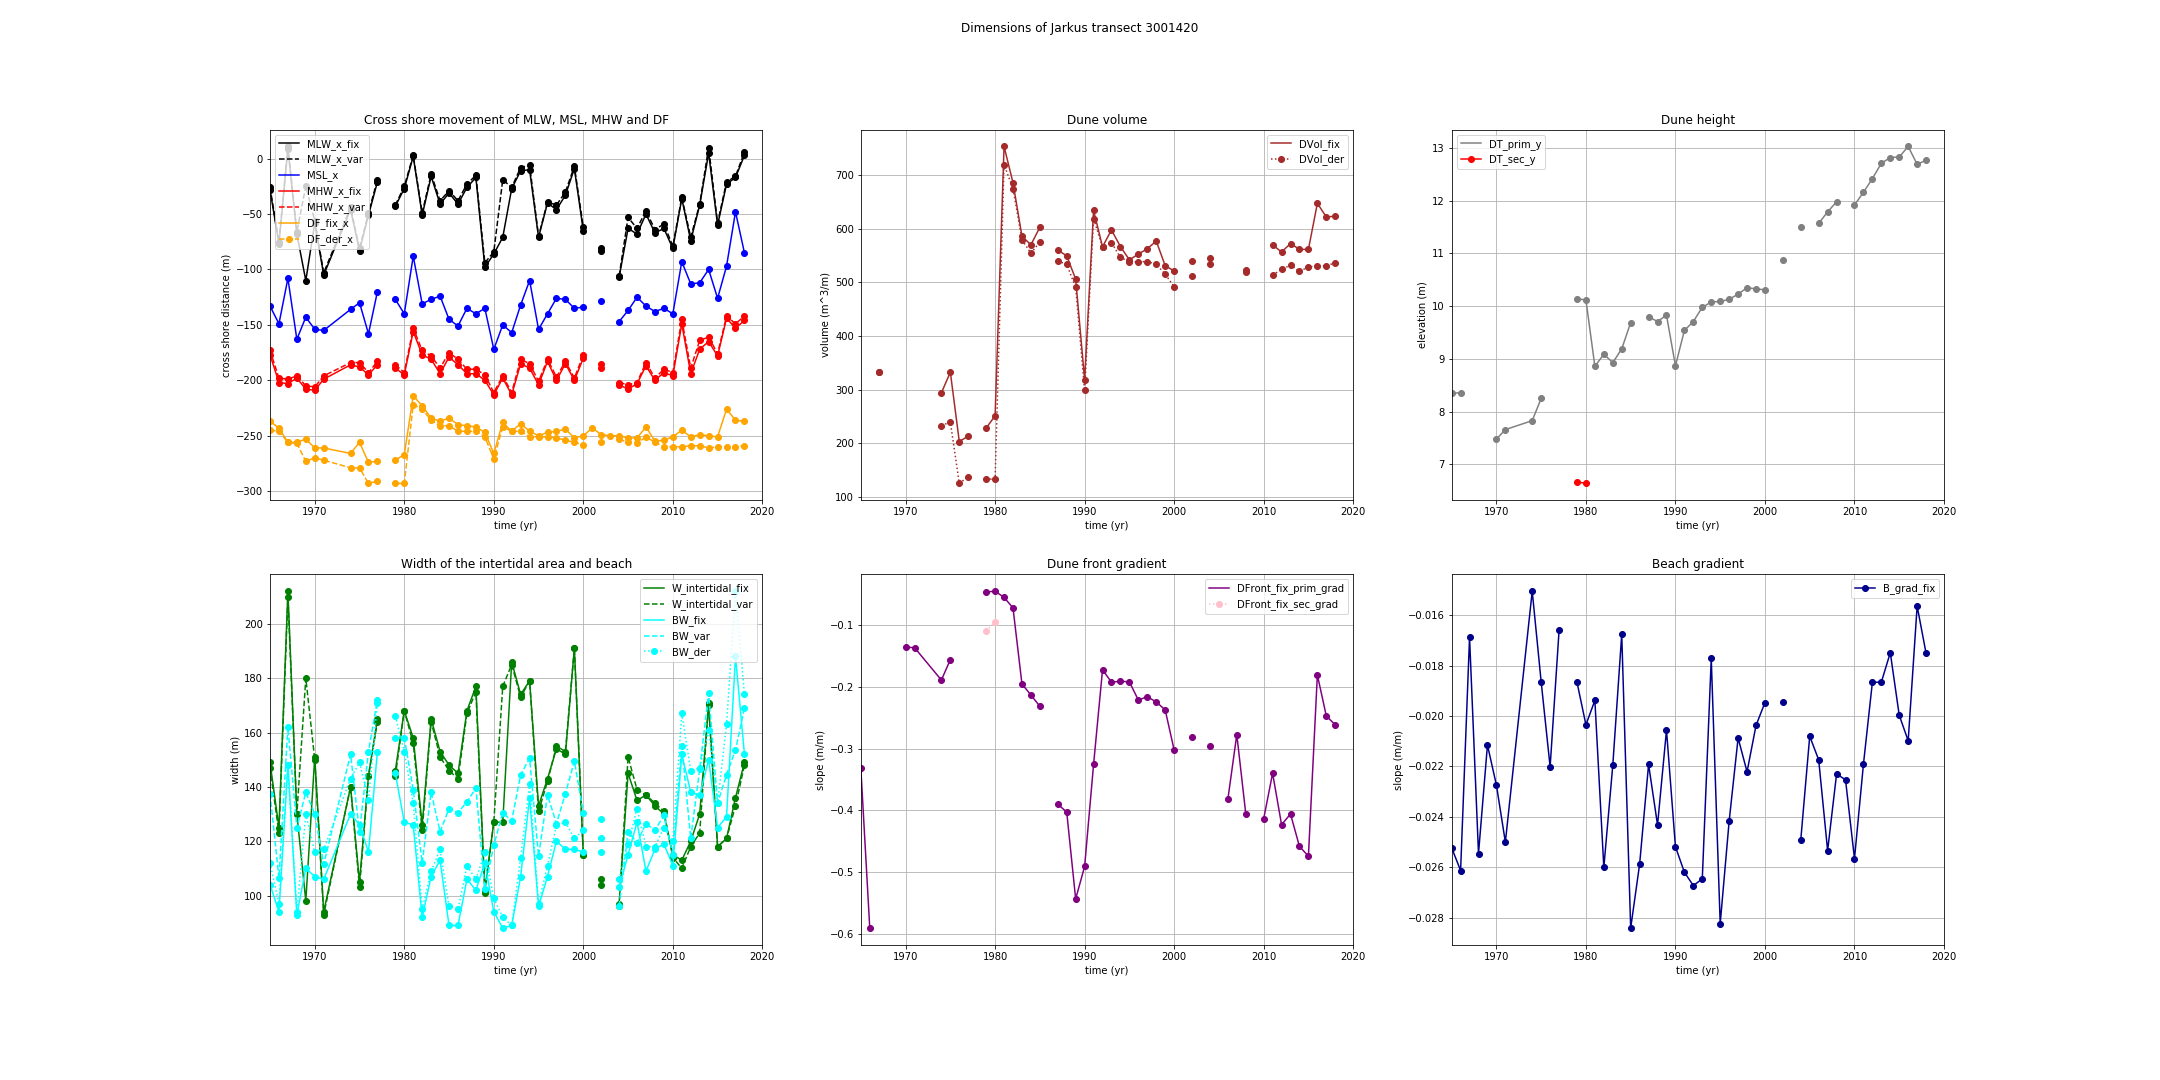 Dimensions of Jarkus transect 3001420
Cross shore movement of MLW, MSL, MHW and DF
MLW_x_fix
MLW_x_var
MSL_x
MHW_x_fix
MHW_x_var
DF_fix_x
DF_der_x
cross shore distance (m)
0
−50
−100
−150
−200
−250
−300
1970 1980 1990 2000 2010 2020
time (yr)
Dune volume
DVol_fix
DVol_der
volume (m^3/m)
700
600
500
400
300
200
100
1970 1980 1990 2000 2010 2020
time (yr)
Dune height
DT_prim_y
DT_sec_y
elevation (m)
13
12
11
10
9
8
7
1970 1980 1990 2000 2010 2020
time (yr)
Width of the intertidal area and beach
W_intertidal_fix
W_intertidal_var
BW_fix
BW_var
BW_der
width (m)
200
180
160
140
120
100
1970 1980 1990 2000 2010 2020
time (yr)
Dune front gradient
DFront_fix_prim_grad
DFront_fix_sec_grad
slope (m/m)
−0.1
−0.2
−0.3
−0.4
−0.5
−0.6
1970 1980 1990 2000 2010 2020
time (yr)
Beach gradient
B_grad_fix
slope (m/m)
−0.016
−0.018
−0.020
−0.022
−0.024
−0.026
−0.028
1970 1980 1990 2000 2010 2020
time (yr)